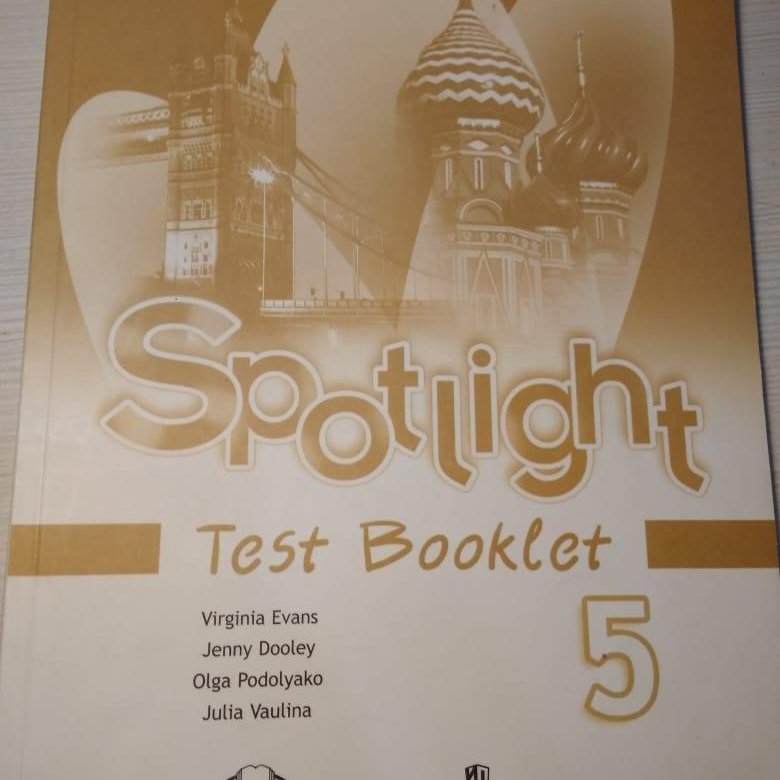 Spotlight
Test Booklet
5
Virginia Evans
Jenny Dooley
Olga Podolyako
Julia Vaulina